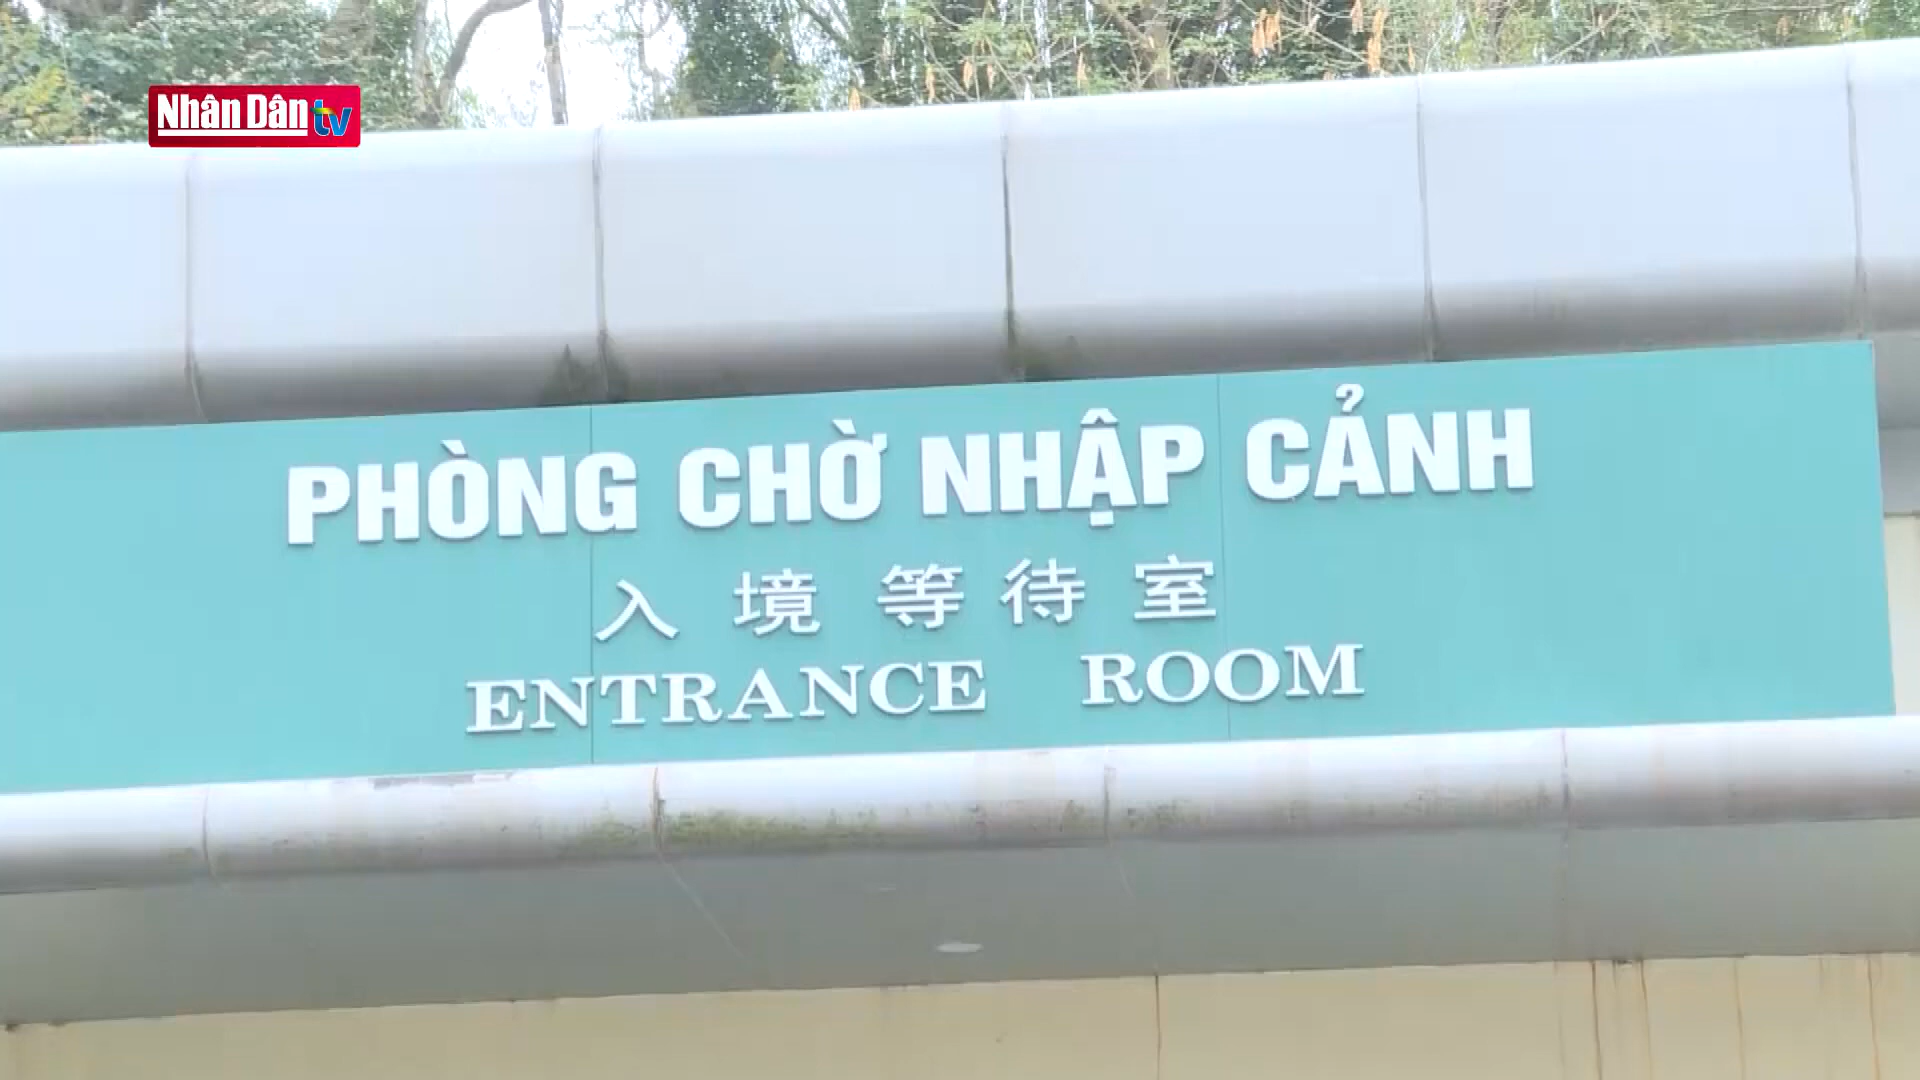 Nhân Dân tv
PHÒNG CHỜ NHẬP CẢNH
入境等待室
ENTRANCE ROOM